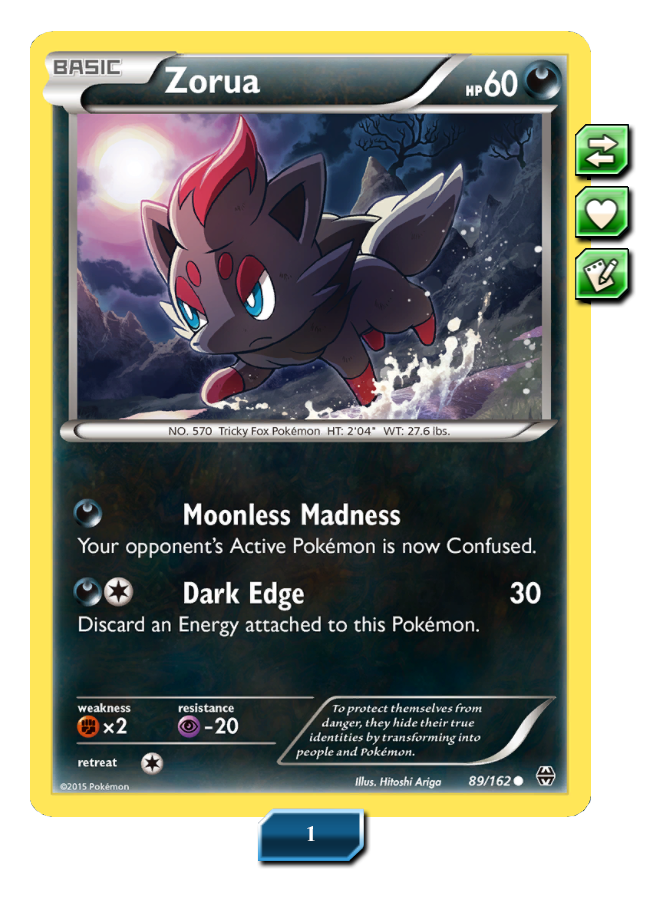 BASIC
Zorua
HP60
NO. 570 Tricky Fox Pokémon HT: 2'04" WT: 27.6 lbs.
Moonless Madness
Your opponent's Active Pokémon is now Confused.
Dark Edge 30
Discard an Energy attached to this Pokémon.
weakness
×2
resistance
-20
retreat
To protect themselves from
danger, they hide their true
identities by transforming into
people and Pokémon.
©2015 Pokémon
Illus. Hitoshi Ariga
89/162
1